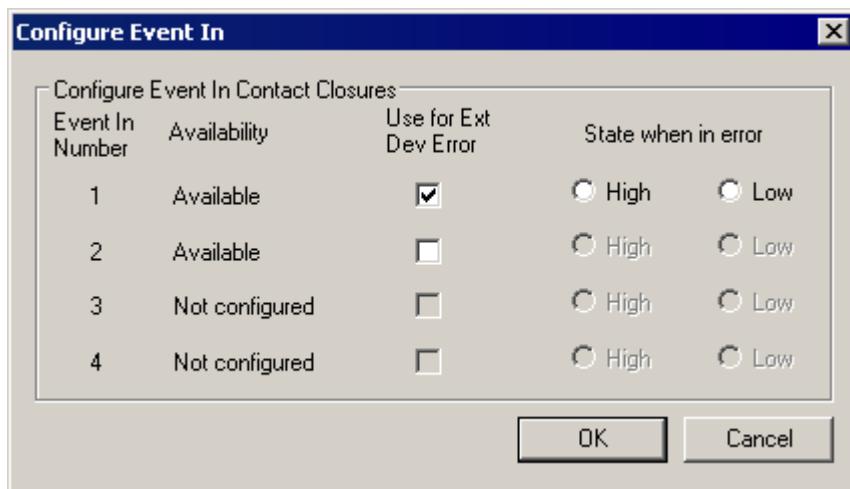 Configure Event In
Configure Event In Contact Closures
Event In Number
Availability
Use for Ext Dev Error
State when in error
1 Available High Low
2 Available High Low
3 Not configured High Low
4 Not configured High Low
OK Cancel